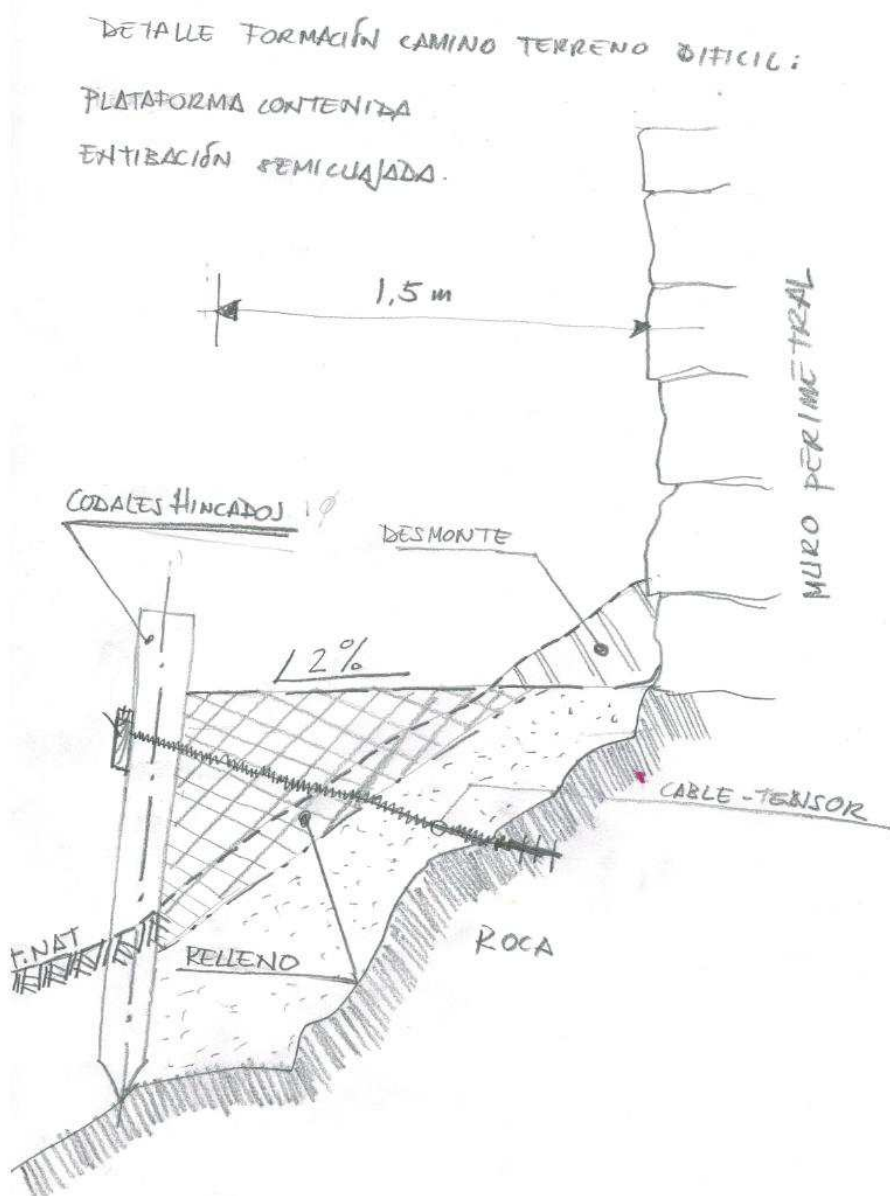 DETALLE FORMACIÓN CAMINO TERRENO DIFICIL:
PLATAFORMA CONTENIDA
ENTIBACIÓN SEMICUAJADA.
1,5 m
MURO PERIMETRAL
CODALES HINCADOS
DESMONTE
2%
CABLE-TENSOR
T.NAT
RELLENO
ROCA